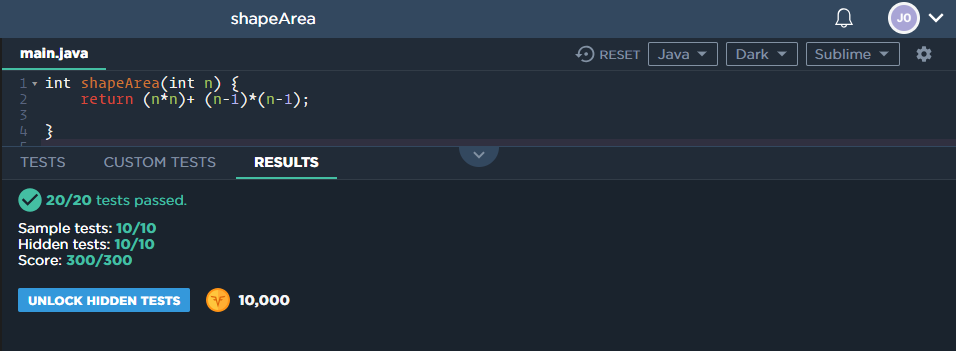 shapeArea
JO
main.java
RESET
Java
Dark
Sublime
1 int shapeArea(int n) {
2 return (n*n)+ (n-1)*(n-1);
3
4 }
5
TESTS
CUSTOM TESTS
RESULTS
20/20 tests passed.
Sample tests: 10/10
Hidden tests: 10/10
Score: 300/300
UNLOCK HIDDEN TESTS
10,000